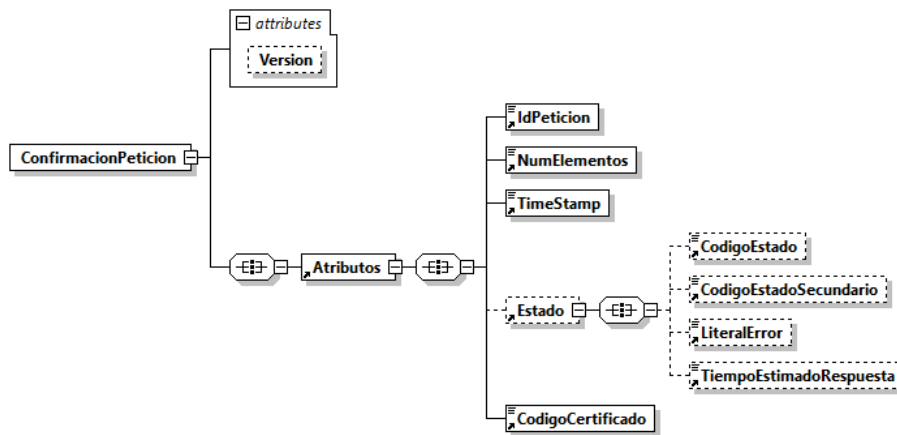 attributes
Version
ConfirmacionPeticion
Atributos
IdPeticion
NumElementos
TimeStamp
Estado
CodigoEstado
CodigoEstadoSecundario
LiteralError
TiempoEstimadoRespuesta
CodigoCertificado